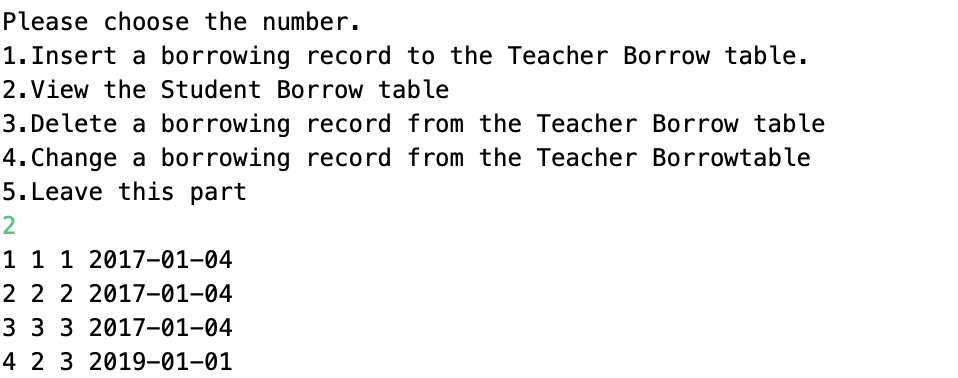 Please choose the number.
1.Insert a borrowing record to the Teacher Borrow table.
2.View the Student Borrow table
3.Delete a borrowing record from the Teacher Borrow table
4.Change a borrowing record from the Teacher Borrowtable
5.Leave this part
2
1 1 1 2017-01-04
2 2 2 2017-01-04
3 3 3 2017-01-04
4 2 3 2019-01-01